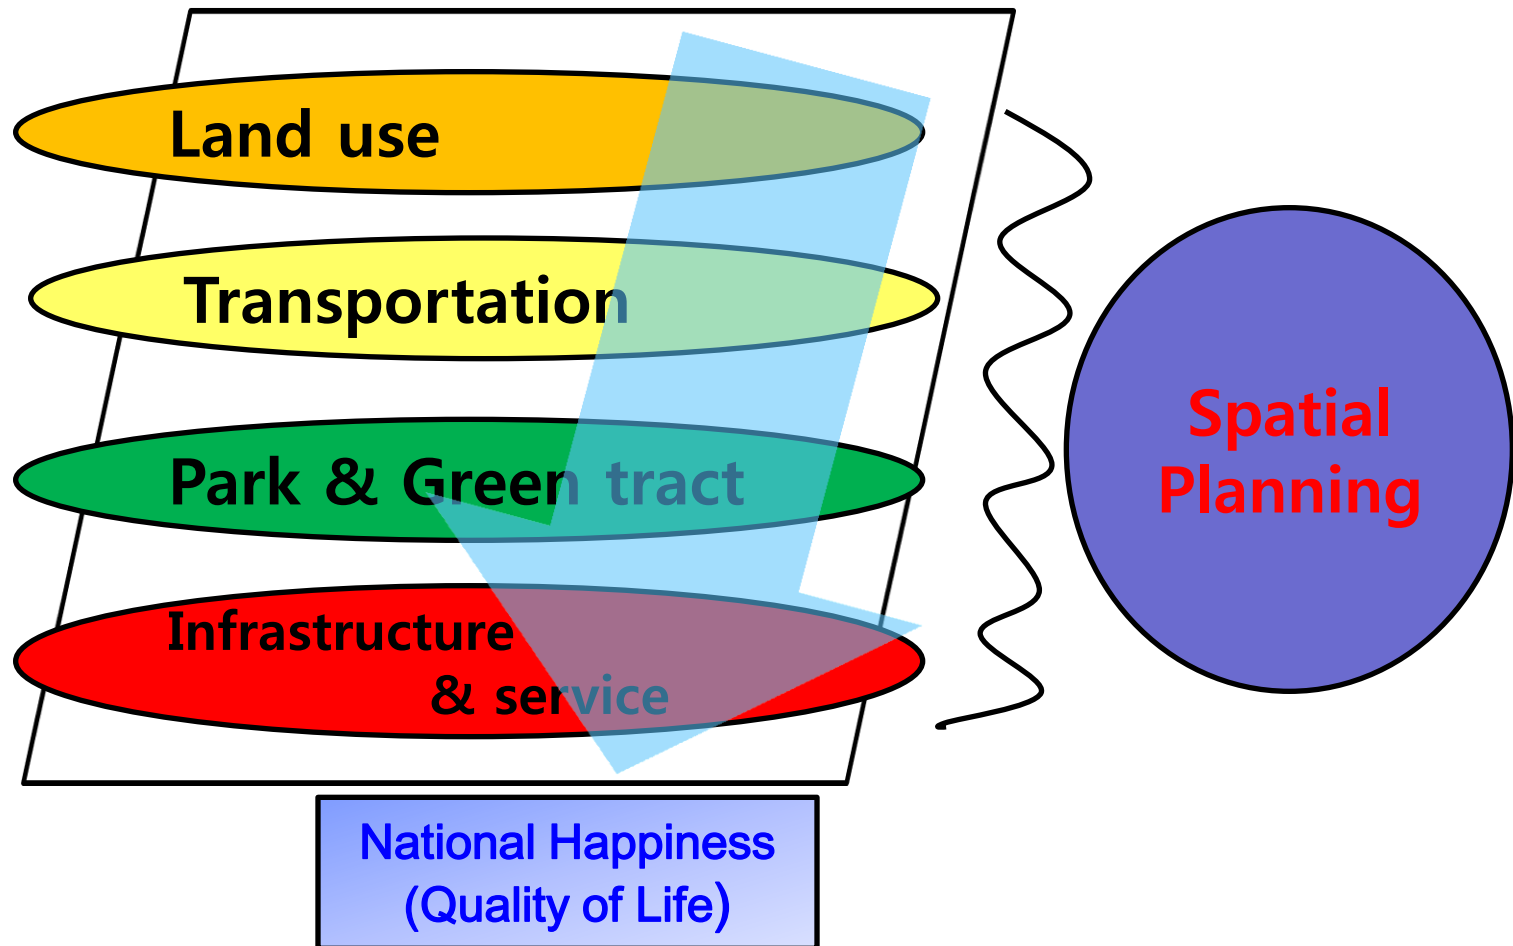 Land use
Transportation
Park & Green tract
Infrastructure
& service
Spatial
Planning
National Happiness
(Quality of Life)